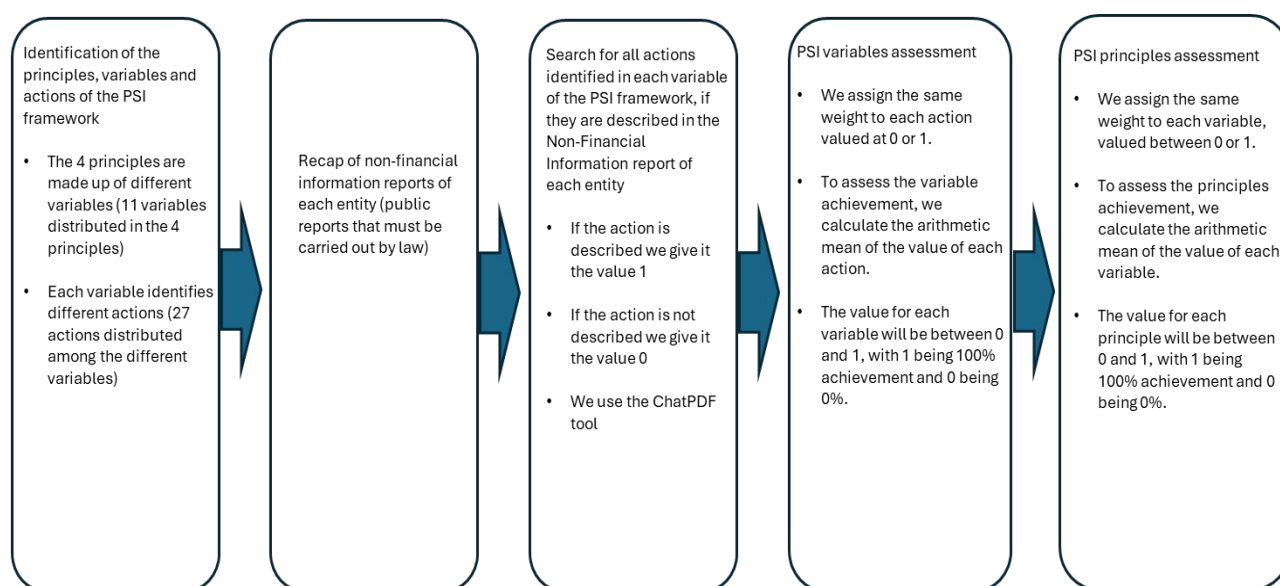 Identification of the
principles, variables and
actions of the PSI
framework
• The 4 principles are
made up of different
variables (11 variables
distributed in the 4
principles)
• Each variable identifies
different actions (27
actions distributed
among the different
variables)
Recap of non-financial
information reports of
each entity (public
reports that must be
carried out by law)
Search for all actions
identified in each variable
of the PSI framework, if
they are described in the
Non-Financial
Information report of
each entity
• If the action is
described we give it
the value 1
• If the action is not
described we give it
the value 0
• We use the ChatPDF
tool
PSI variables assessment
• We assign the same
weight to each action
valued at 0 or 1.
• To assess the variable
achievement, we
calculate the arithmetic
mean of the value of each
action.
• The value for each
variable will be between 0
and 1, with 1 being 100%
achievement and 0 being
0%.
PSI principles assessment
• We assign the same
weight to each variable,
valued between 0 or 1.
• To assess the principles
achievement, we
calculate the arithmetic
mean of the value of each
variable.
• The value for each
principle will be between
0 and 1, with 1 being
100% achievement and 0
being 0%.